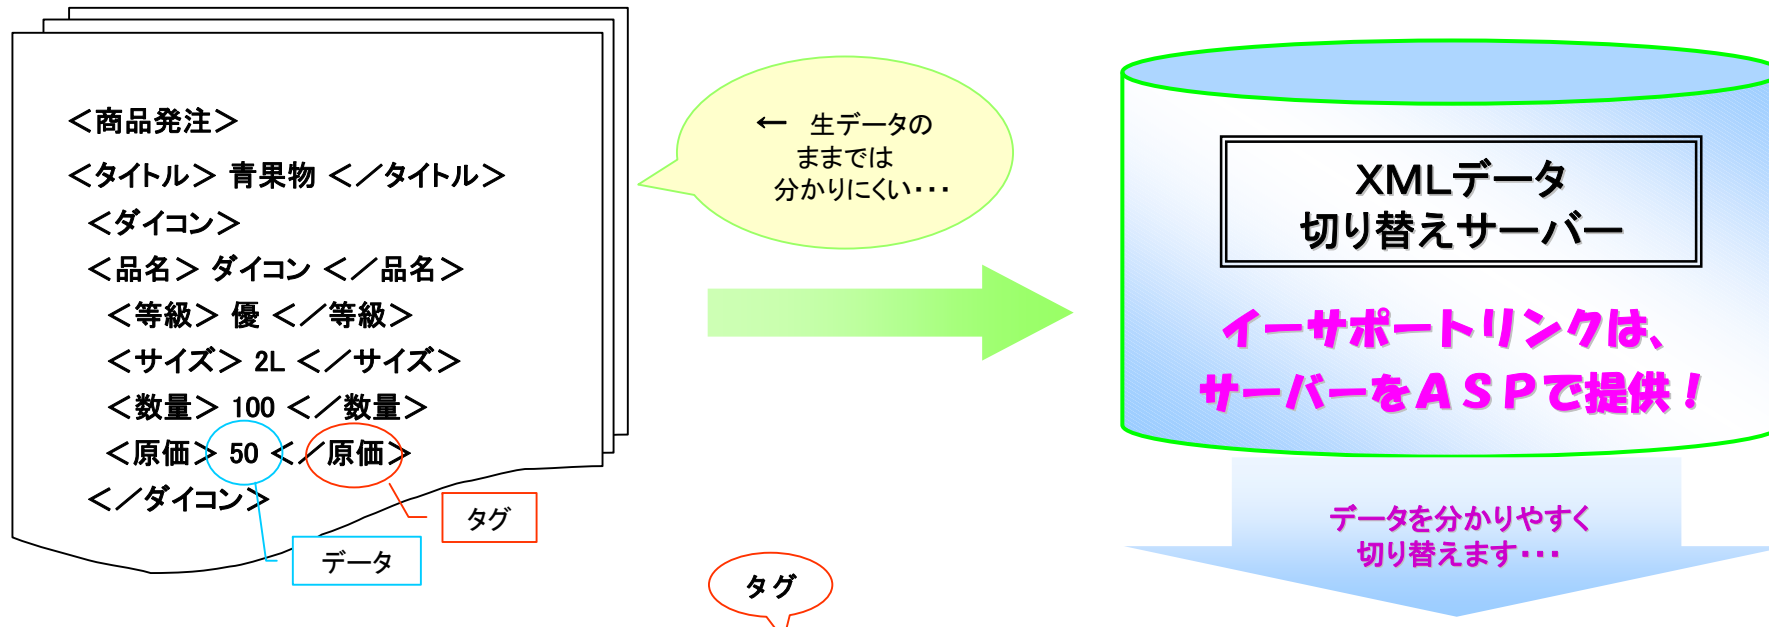 ＜商品発注＞
＜タイトル＞ 青果物 ＜／タイトル＞
＜ダイコン＞
＜品名＞ ダイコン ＜／品名＞
＜等級＞ 優 ＜／等級＞
＜サイズ＞ 2L ＜／サイズ＞
＜数量＞ 100 ＜／数量＞
＜原価＞ 50 ＜／原価＞
＜／ダイコン＞
タグ
データ
← 生データの
ままでは
分かりにくい・・・
タグ
XMLデータ
切り替えサーバー
イーサポートリンクは、
サーバーをＡＳＰで提供！
データを分かりやすく
切り替えます・・・